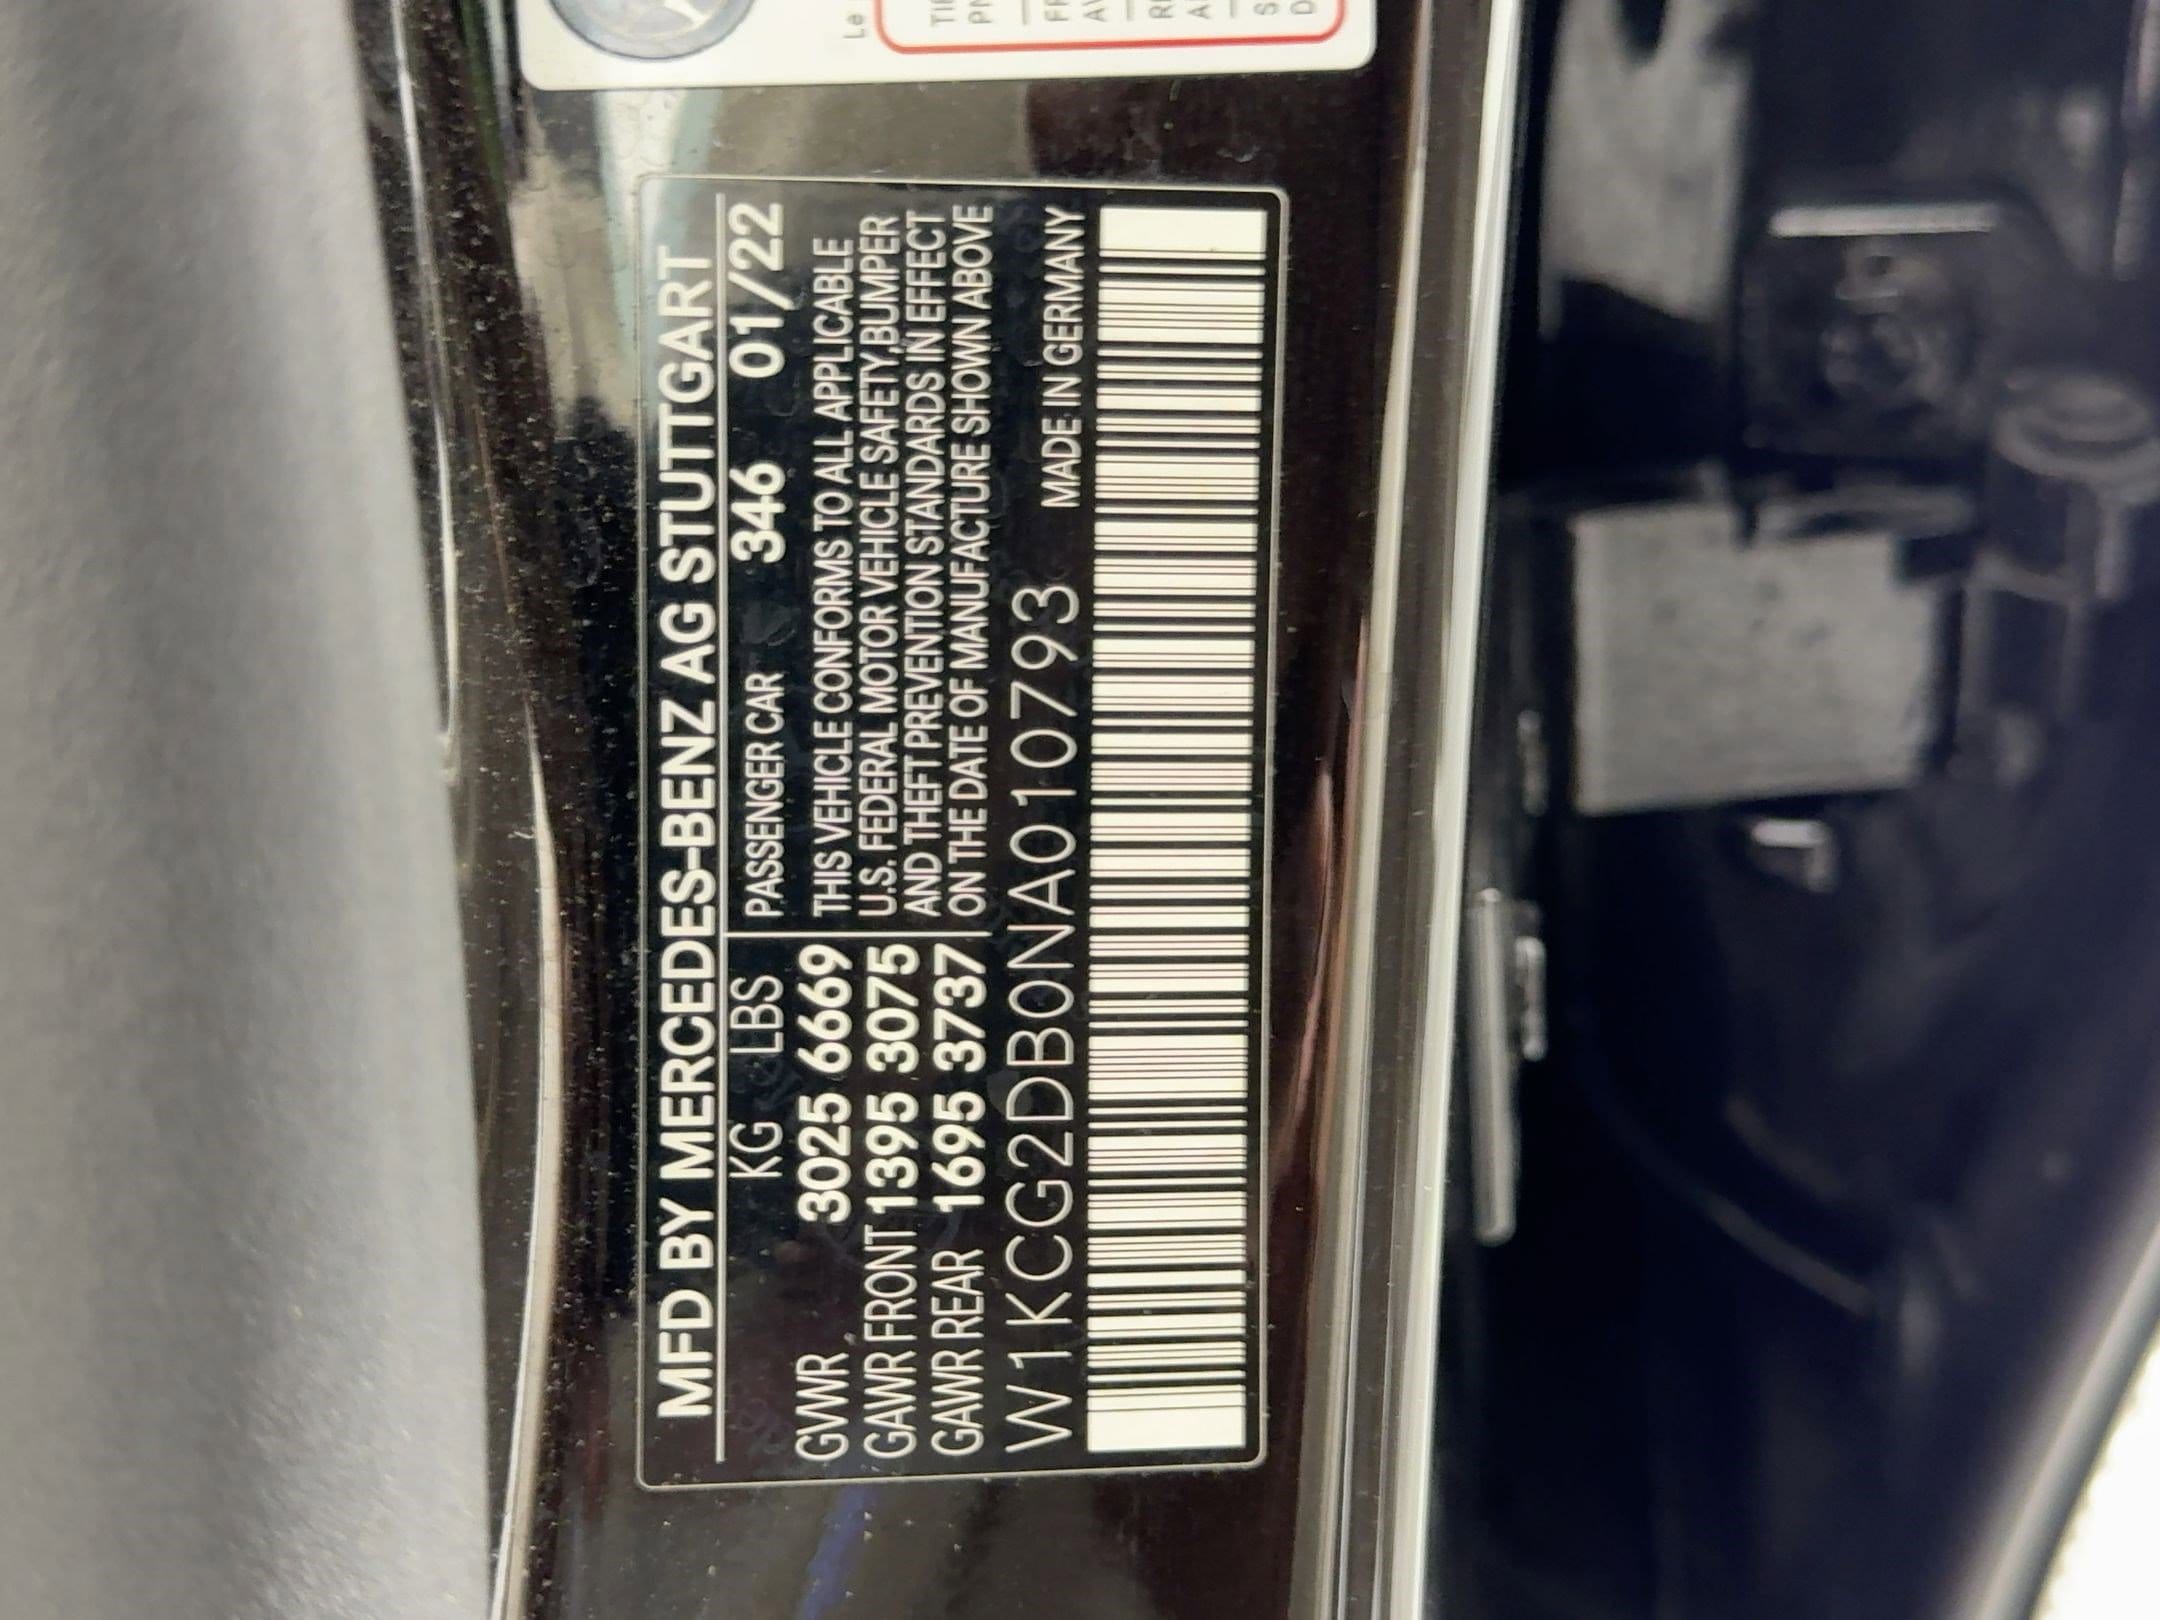 MFD BY MERCEDES-BENZ AG STUTTGART
KG LBS PASSENGER CAR 346 01/22
GVWR 3025 6669
GAWR FRONT 1395 3075
GAWR REAR 1695 3737
THIS VEHICLE CONFORMS TO ALL APPLICABLE
U.S. FEDERAL MOTOR VEHICLE SAFETY,BUMPER
AND THEFT PREVENTION STANDARDS IN EFFECT
ON THE DATE OF MANUFACTURE SHOWN ABOVE
W1KCG2DB0NA010793 MADE IN GERMANY
Le